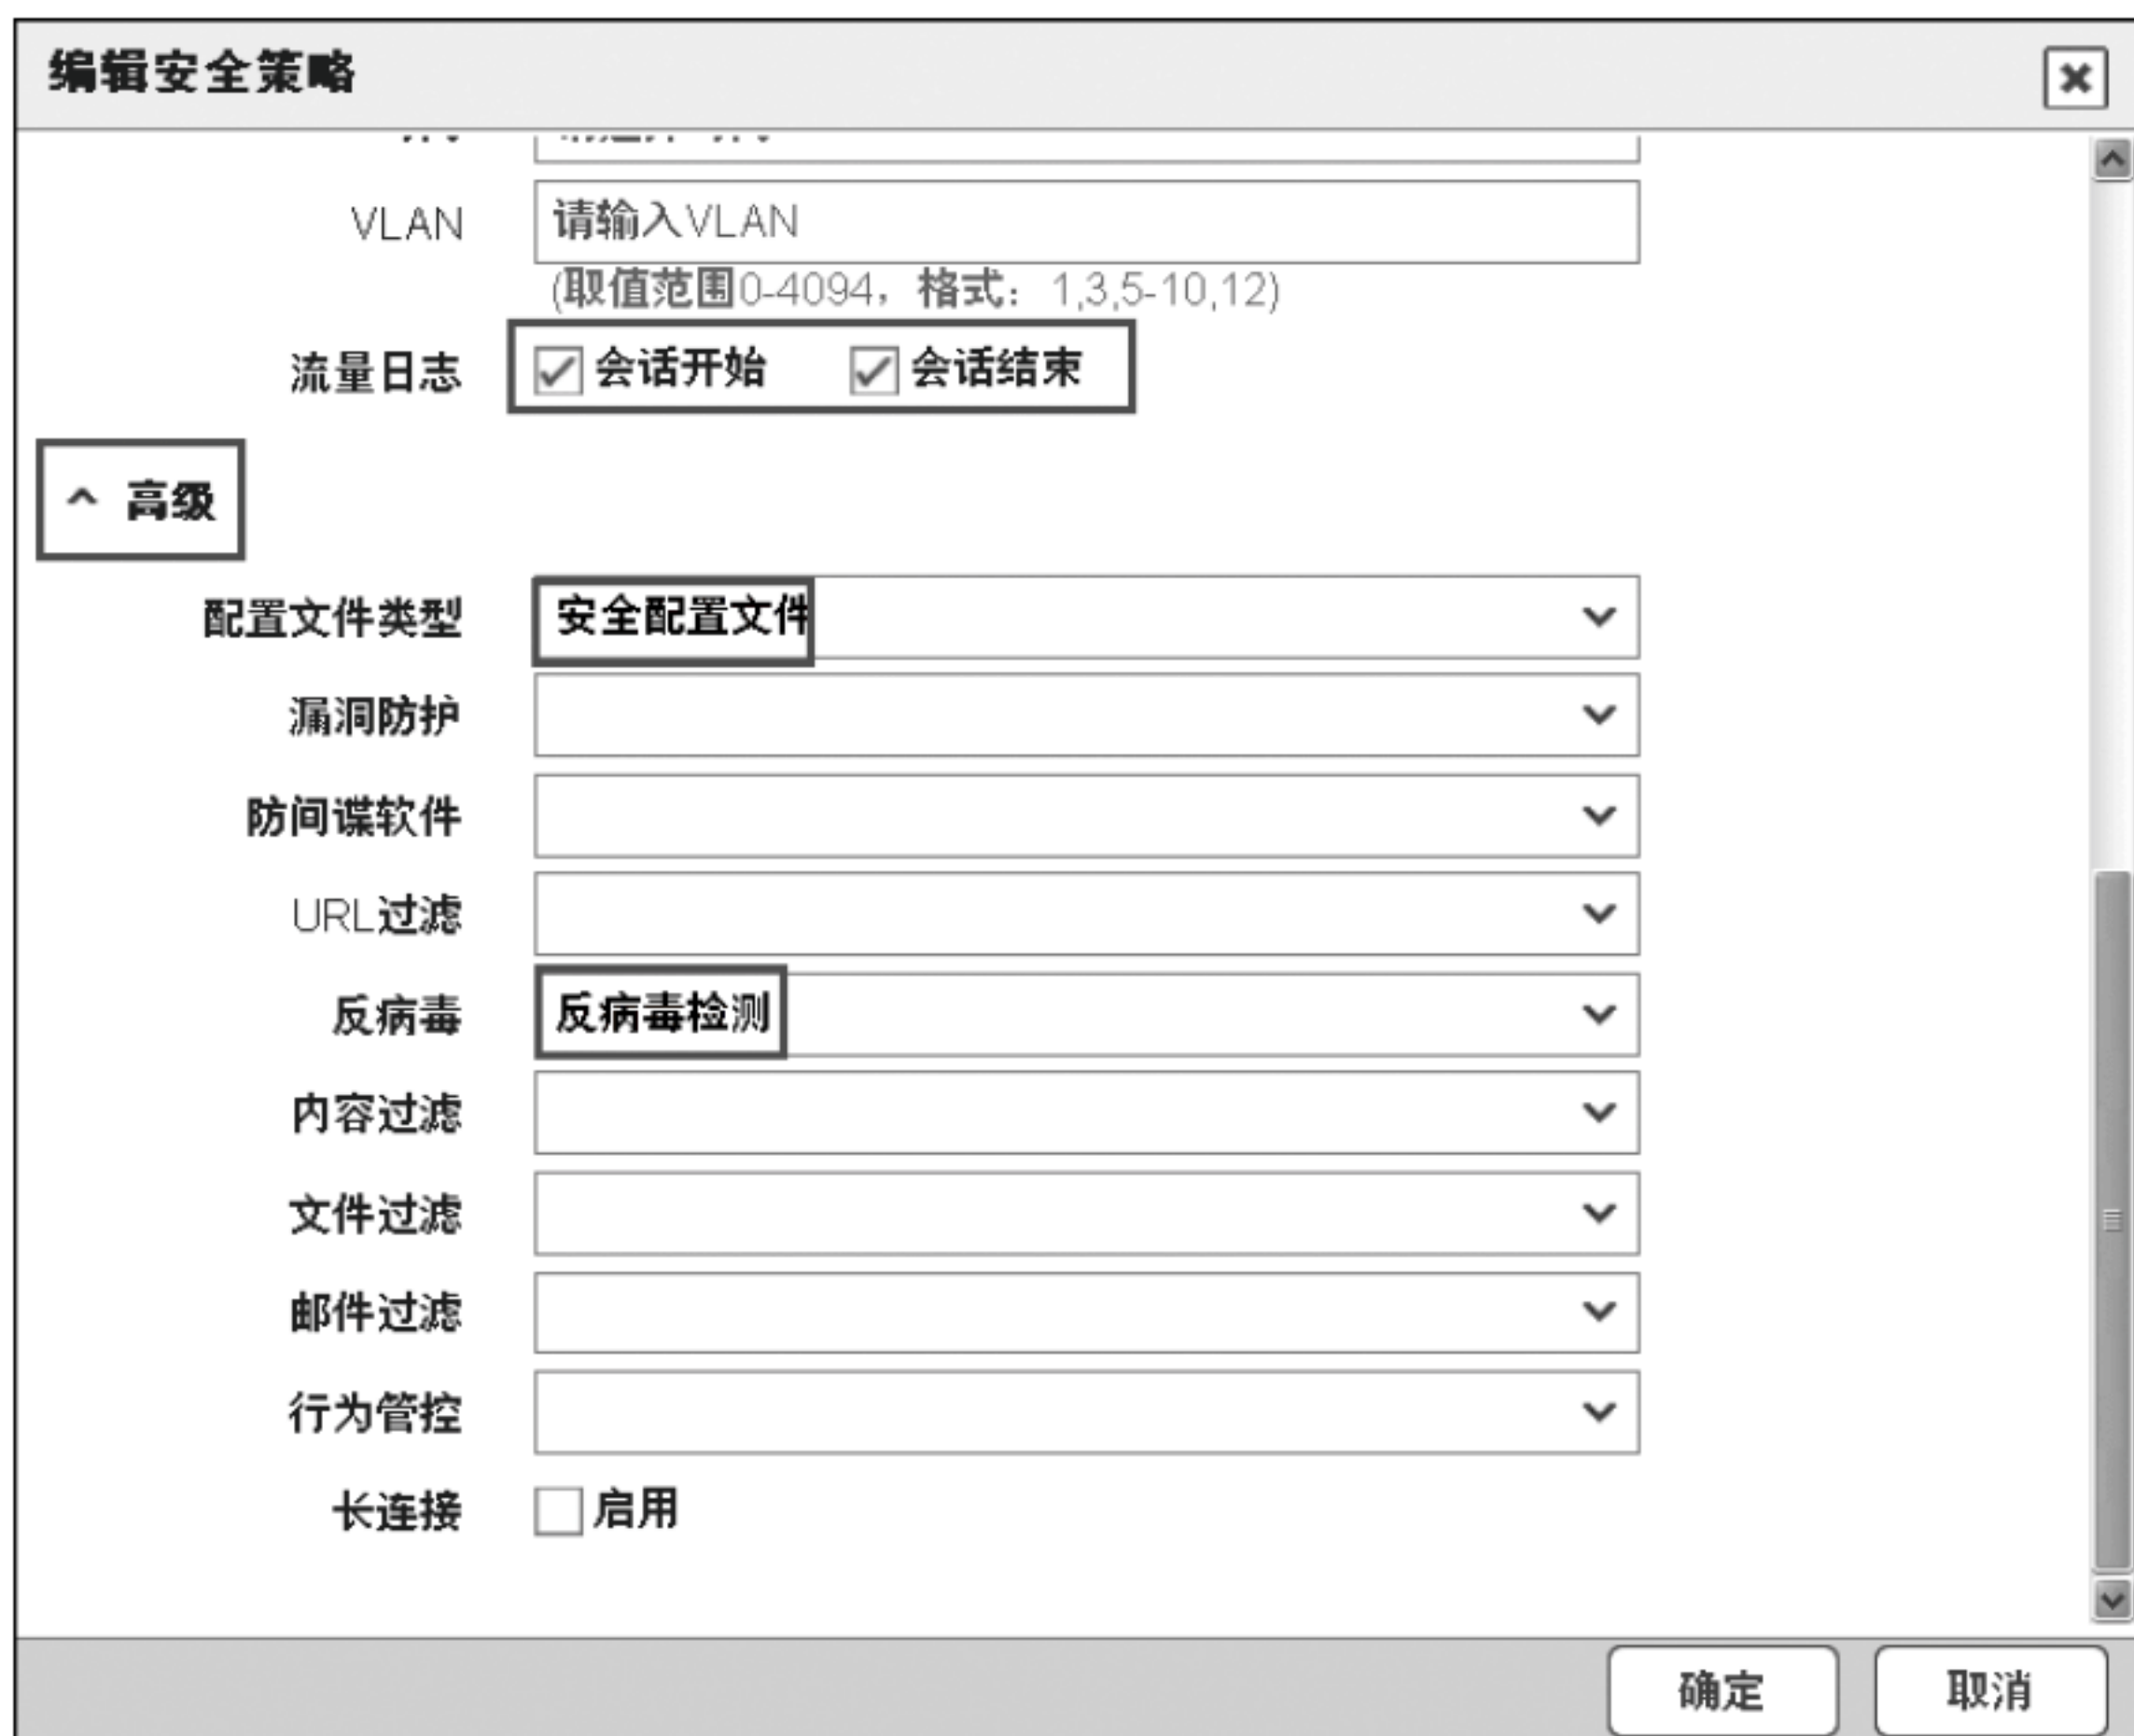 编辑安全策略
VLAN 请输入VLAN
(取值范围0-4094，格式：1,3,5-10,12)
流量日志 会话开始 会话结束
高级
配置文件类型 安全配置文件
漏洞防护
防间谍软件
URL过滤
反病毒 反病毒检测
内容过滤
文件过滤
邮件过滤
行为管控
长连接 启用
确定 取消